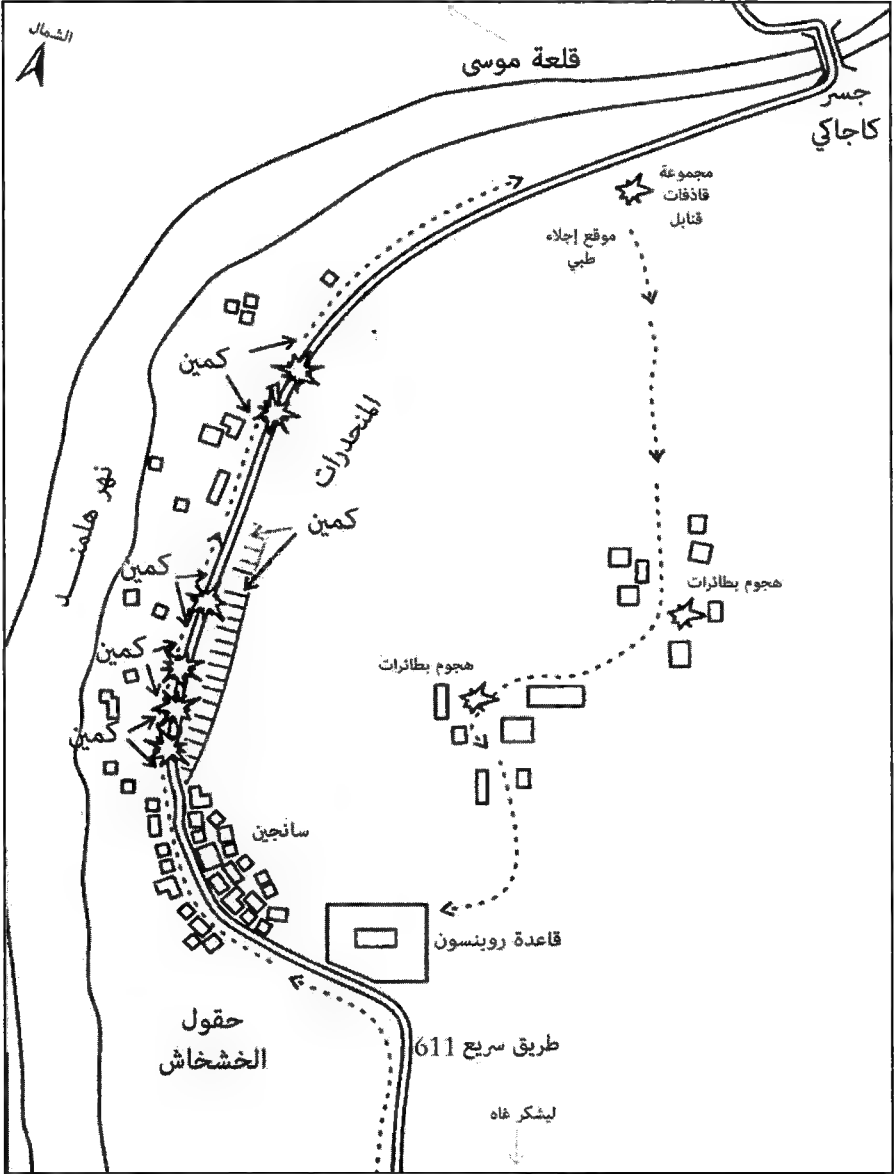 الشمال
قلعة موسى
جسر
كاجاكي
مجموعة
قاذفات
قنابل
موقع إجلاء
طبي
كمين
المنحدرات
نهر هلمنـــد
كمين
كمين
هجوم بطائرات
كمين
هجوم بطائرات
كمين
سانجين
قاعدة روبنسون
حقول
الخشخاش
طريق سريع 611
ليشكر غاه